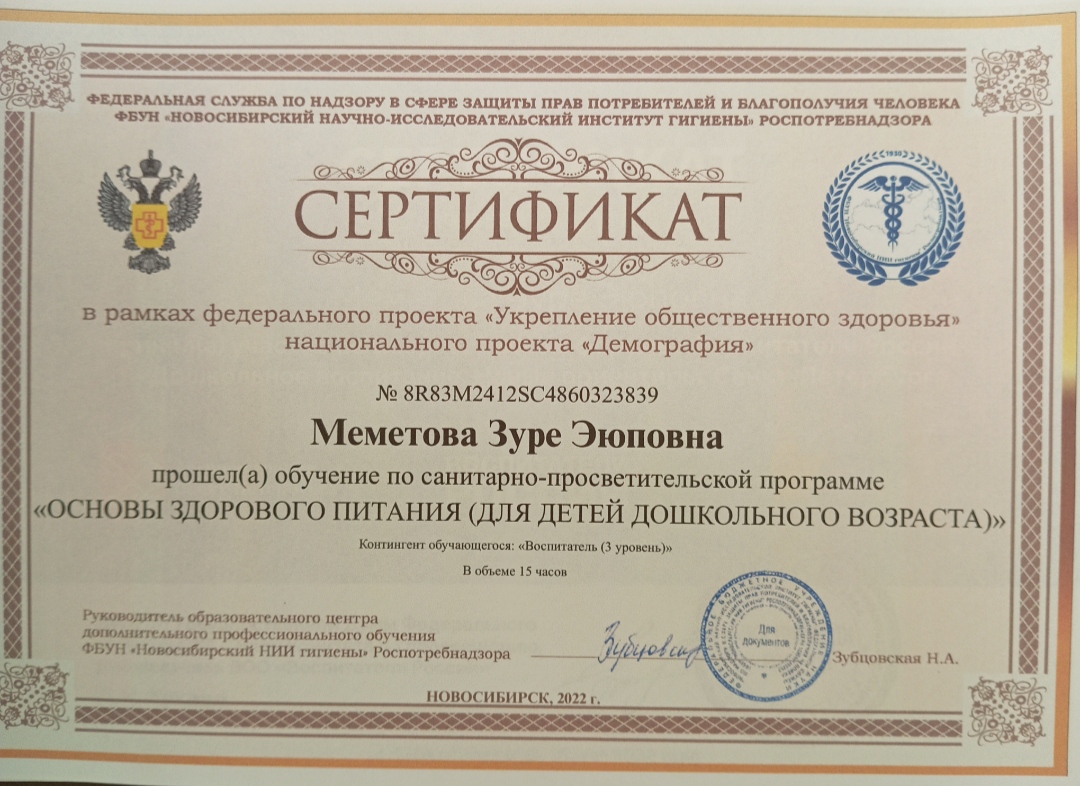 ФЕДЕРАЛЬНАЯ СЛУЖБА ПО НАДЗОРУ В СФЕРЕ ЗАЩИТЫ ПРАВ ПОТРЕБИТЕЛЕЙ И БЛАГОПОЛУЧИЯ ЧЕЛОВЕКА
ФБУН «НОВОСИБИРСКИЙ НАУЧНО-ИССЛЕДОВАТЕЛЬСКИЙ ИНСТИТУТ ГИГИЕНЫ» РОСПОТРЕБНАДЗОРА
1930
СЕРТИФИКАТ
в рамках федерального проекта «Укрепление общественного здоровья»
национального проекта «Демография»
№ 8R83M2412SC4860323839
Меметова Зуре Эюповна
прошел(а) обучение по санитарно-просветительской программе
«ОСНОВЫ ЗДОРОВОГО ПИТАНИЯ (ДЛЯ ДЕТЕЙ ДОШКОЛЬНОГО ВОЗРАСТА)»
Контингент обучающегося: «Воспитатель (3 уровень)»
В объеме 15 часов
Руководитель образовательного центра
дополнительного профессионального обучения
ФБУН «Новосибирский НИИ гигиены» Роспотребнадзора
Зубцовская Н.А.
Для
документов
НОВОСИБИРСК, 2022 г.